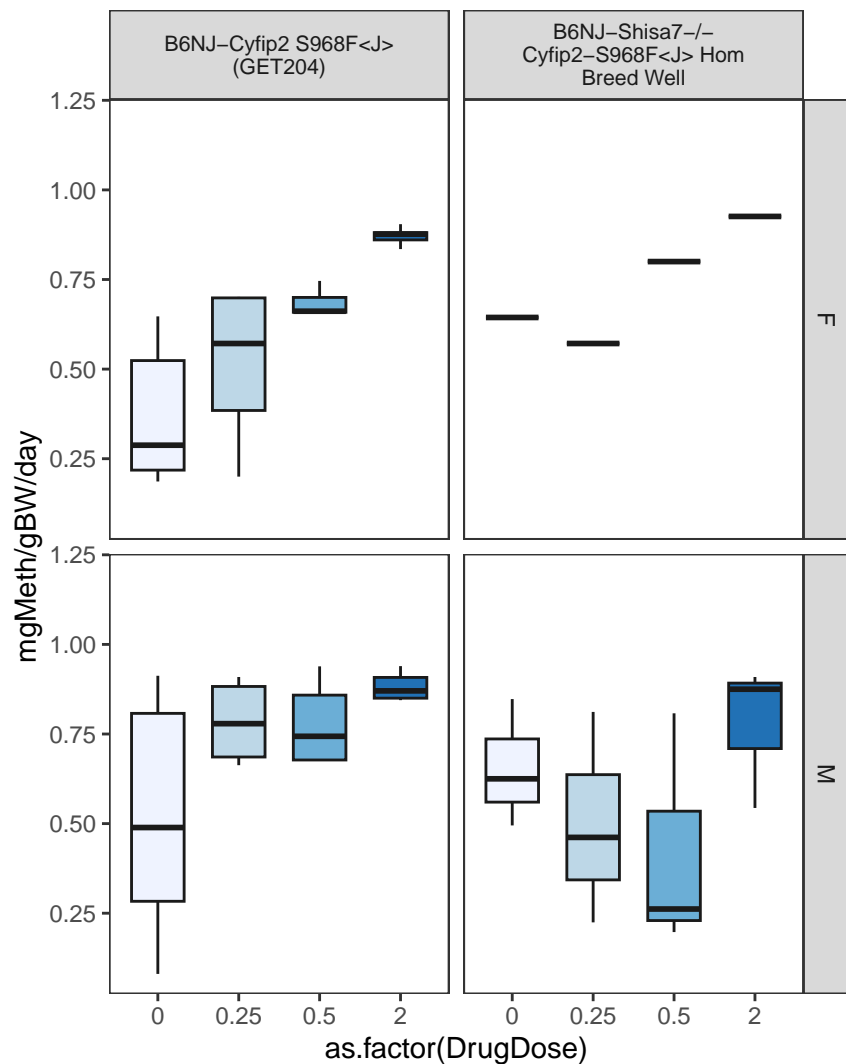 B6NJ−Cyfip2 S968F<J>
(GET204)
B6NJ−Shisa7−/−
Cyfip2−S968F<J> Hom
Breed Well
1.25
1.00
0.75
0.50
0.25
F
mgMeth/gBW/day
1.25
1.00
0.75
0.50
0.25
M
0 0.25 0.5 2
0 0.25 0.5 2
as.factor(DrugDose)